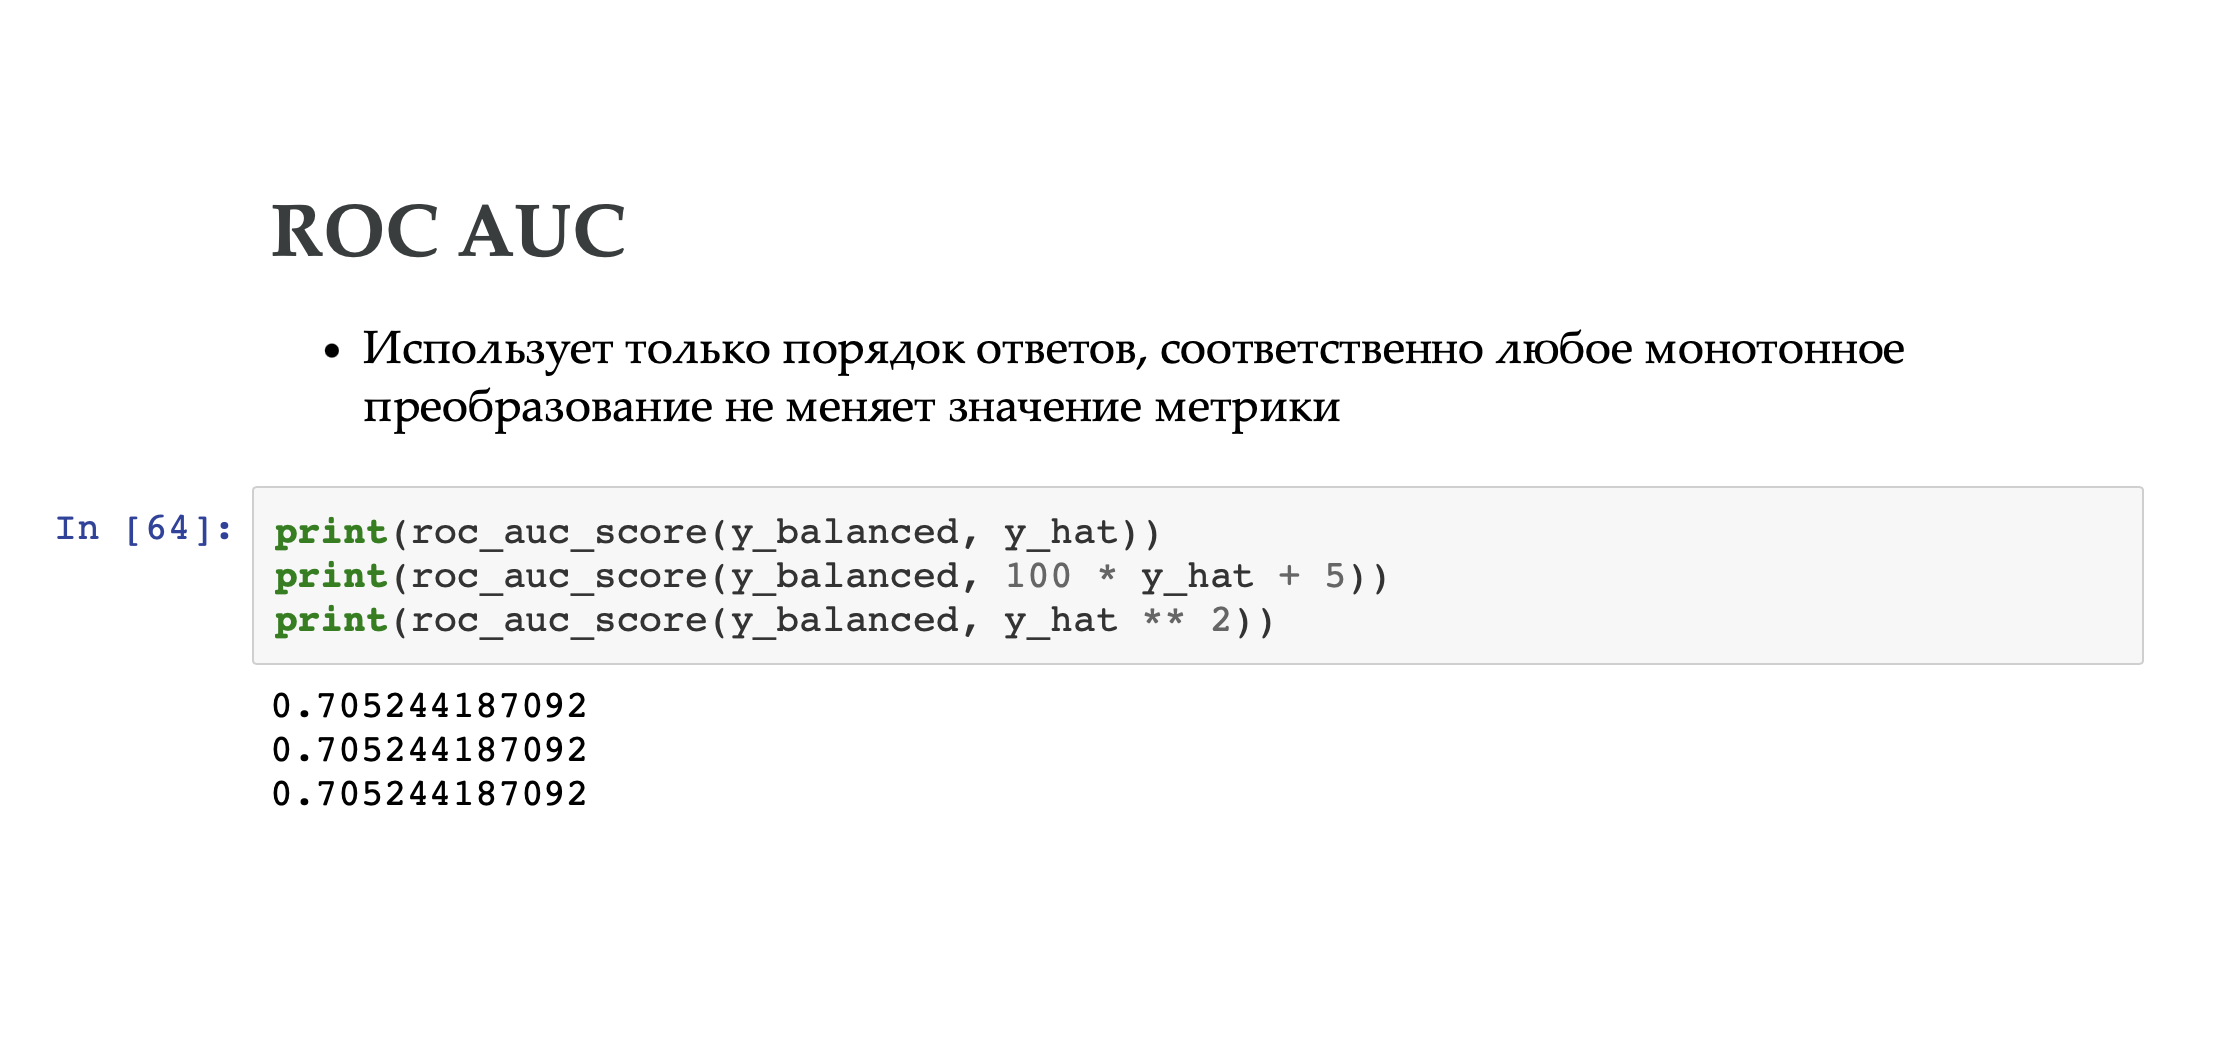 ROC AUC
• Использует только порядок ответов, соответственно любое монотонное
преобразование не меняет значение метрики
In [64]:
print(roc_auc_score(y_balanced, y_hat))
print(roc_auc_score(y_balanced, 100 * y_hat + 5))
print(roc_auc_score(y_balanced, y_hat ** 2))
0.705244187092
0.705244187092
0.705244187092